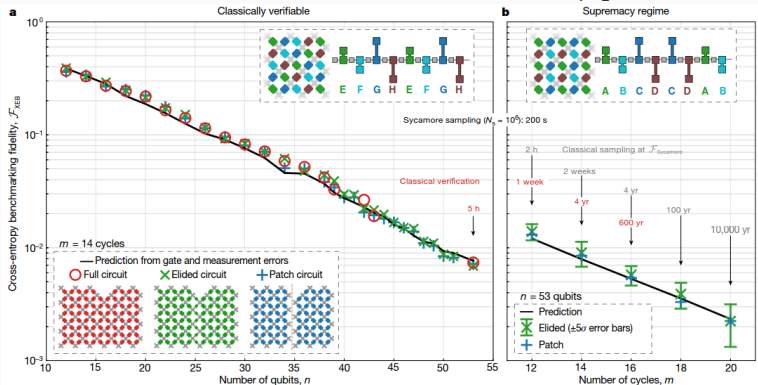 a
Classically verifiable
b
Supremacy regime
10⁰
10⁻¹
10⁻²
10⁻³
Cross-entropy benchmarking fidelity, ℱXEB
E F G H E F G H
A B C D C D A B
Sycamore sampling (Ns = 10⁶): 200 s
Classical sampling at ℱSycamore
Classical verification
5 h
2 h
1 week
2 weeks
4 yr
4 yr
600 yr
100 yr
10,000 yr
m = 14 cycles
Prediction from gate and measurement errors
Full circuit
Elided circuit
Patch circuit
n = 53 qubits
Prediction
Elided (±5σ error bars)
Patch
10 15 20 25 30 35 40 45 50 55
Number of qubits, n
12 14 16 18 20
Number of cycles, m